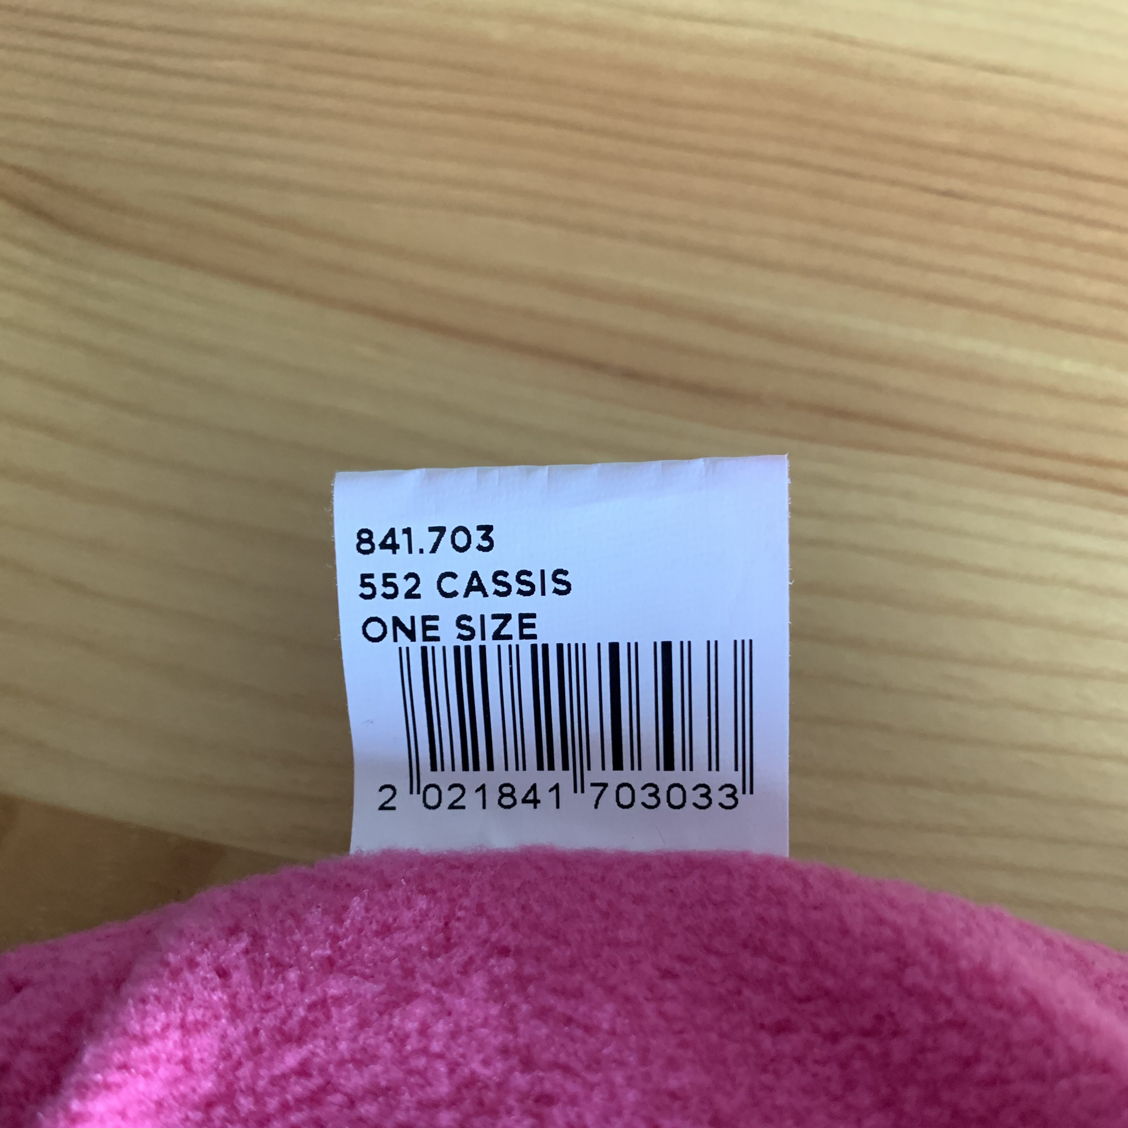 841.703
552 CASSIS
ONE SIZE
2 021841 703033